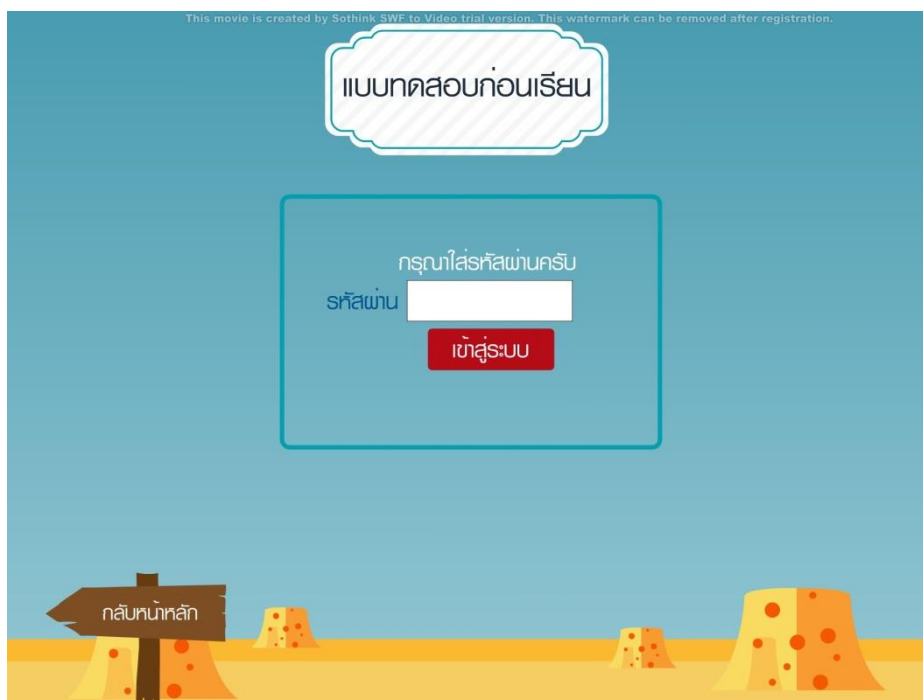 This movie is created by Sothink SWF to Video trial version. This watermark can be removed after registration.
แบบทดสอบก่อนเรียน
กรุณาใส่รหัสผ่านครับ
รหัสผ่าน
เข้าสู่ระบบ
กลับหน้าหลัก